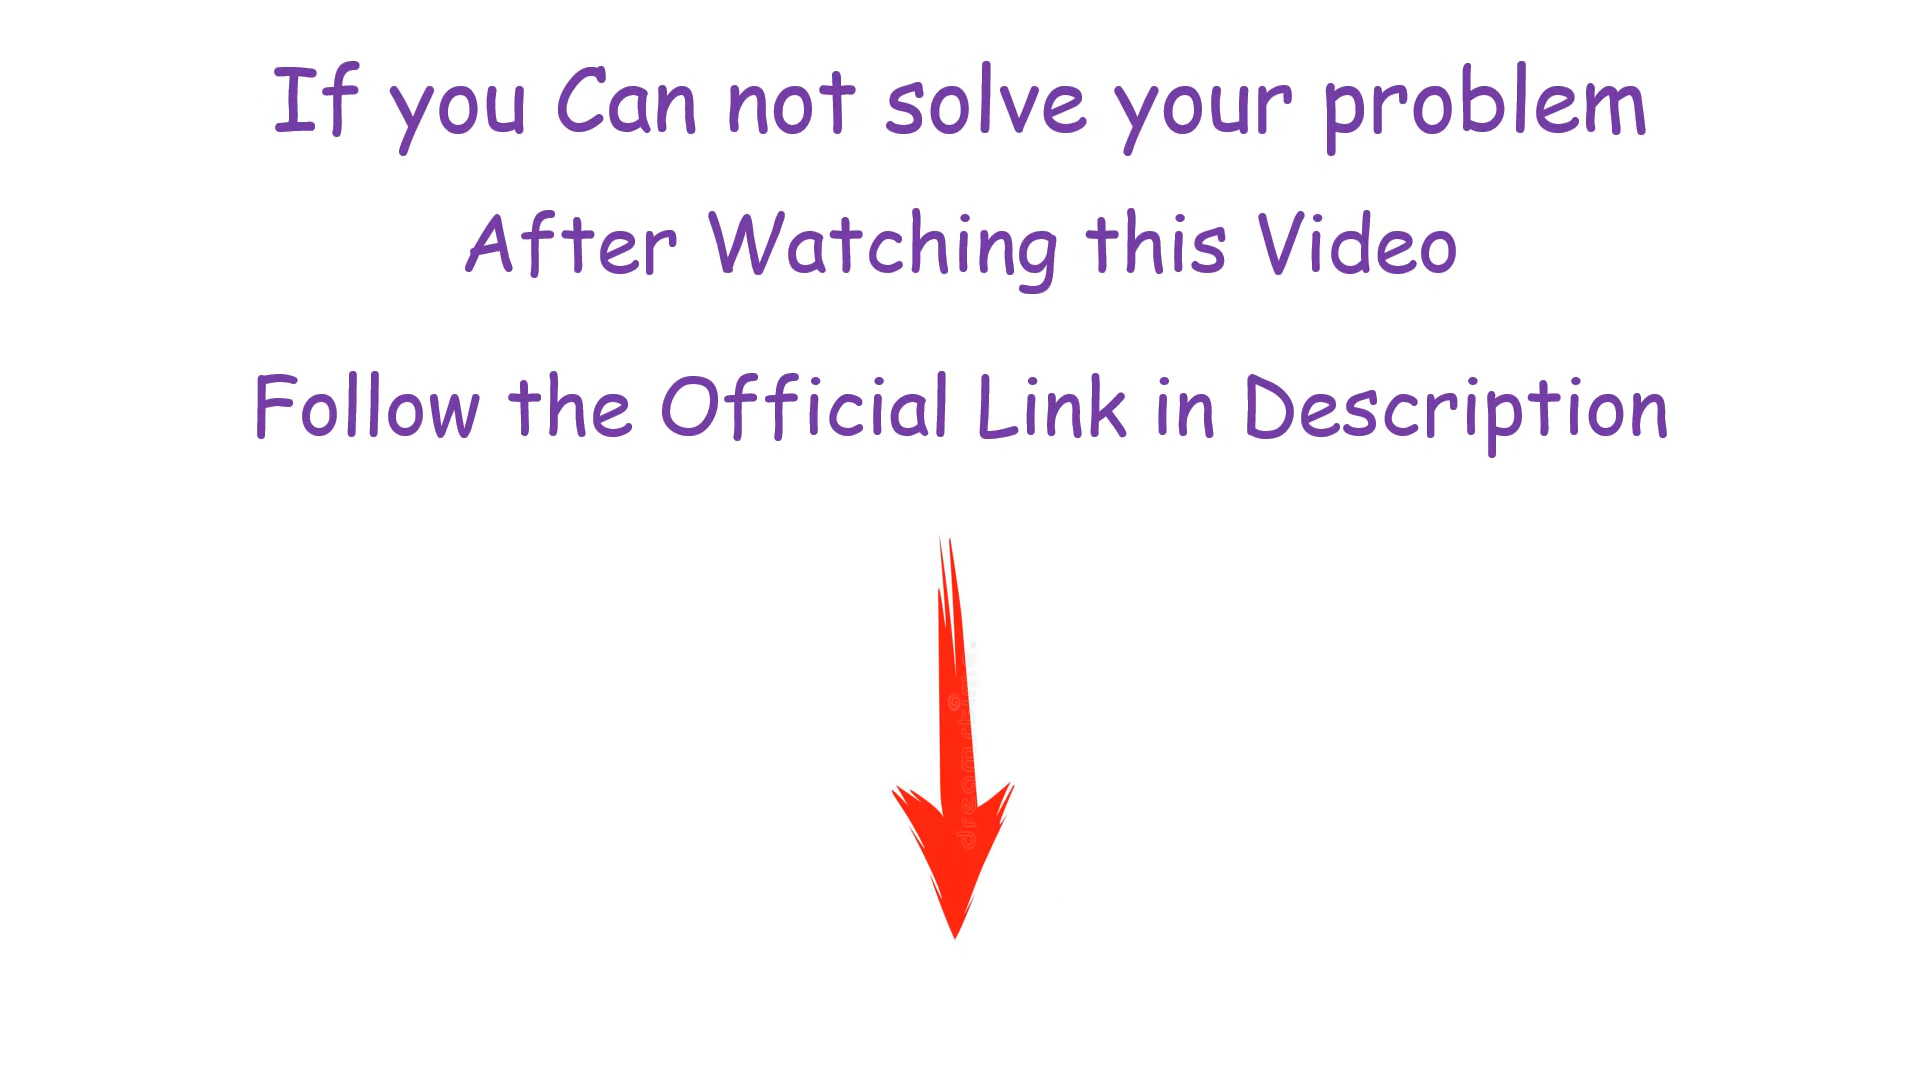 If you Can not solve your problem
After Watching this Video
Follow the Official Link in Description